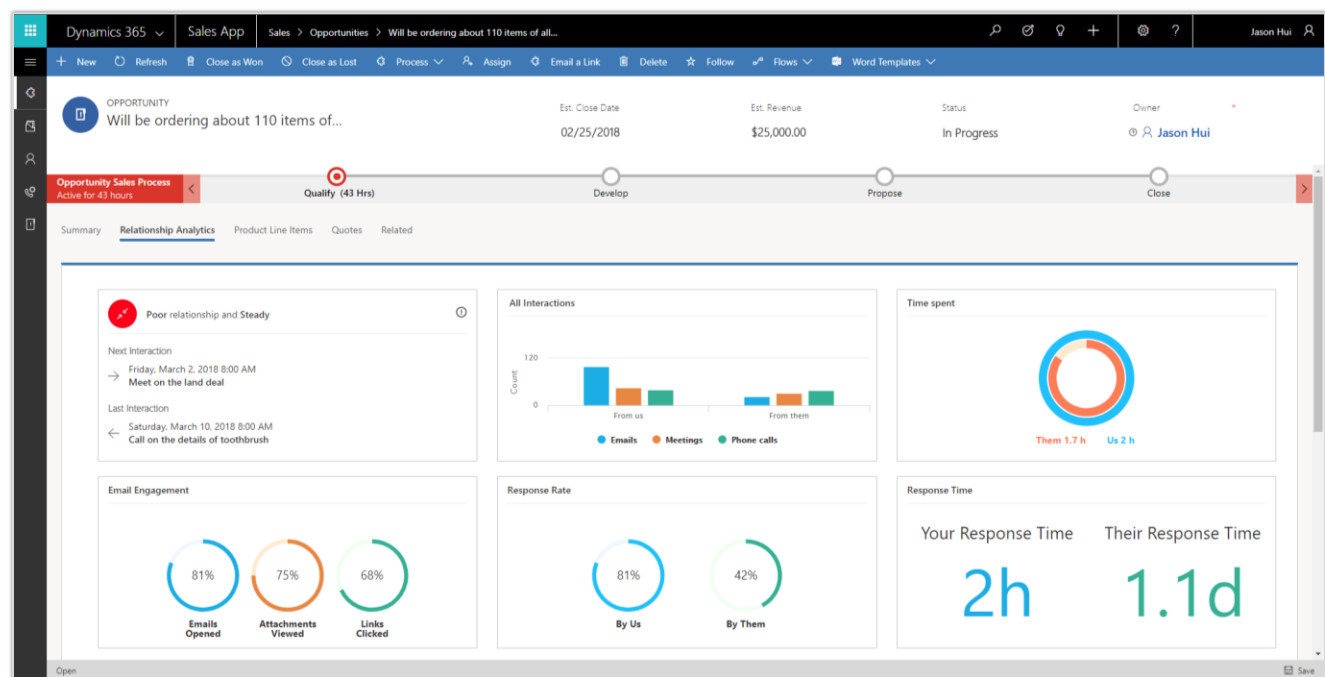 Dynamics 365
Sales App
Sales > Opportunities > Will be ordering about 110 items of all...
Jason Hui
New
Refresh
Close as Won
Close as Lost
Process
Assign
Email a Link
Delete
Follow
Flows
Word Templates
OPPORTUNITY
Will be ordering about 110 items of...
Est. Close Date
02/25/2018
Est. Revenue
$25,000.00
Status
In Progress
Owner *
Jason Hui
Opportunity Sales Process
Active for 43 hours
Qualify (43 Hrs)
Develop
Propose
Close
Summary
Relationship Analytics
Product Line Items
Quotes
Related
Poor relationship and Steady
Next Interaction
Friday, March 2, 2018 8:00 AM
Meet on the land deal
Last Interaction
Saturday, March 10, 2018 8:00 AM
Call on the details of toothbrush
All Interactions
Count
120
0
From us
From them
Emails
Meetings
Phone calls
Time spent
Them 1.7 h
Us 2 h
Email Engagement
81%
75%
68%
Emails
Opened
Attachments
Viewed
Links
Clicked
Response Rate
81%
42%
By Us
By Them
Response Time
Your Response Time
Their Response Time
2h
1.1d
Open
Save